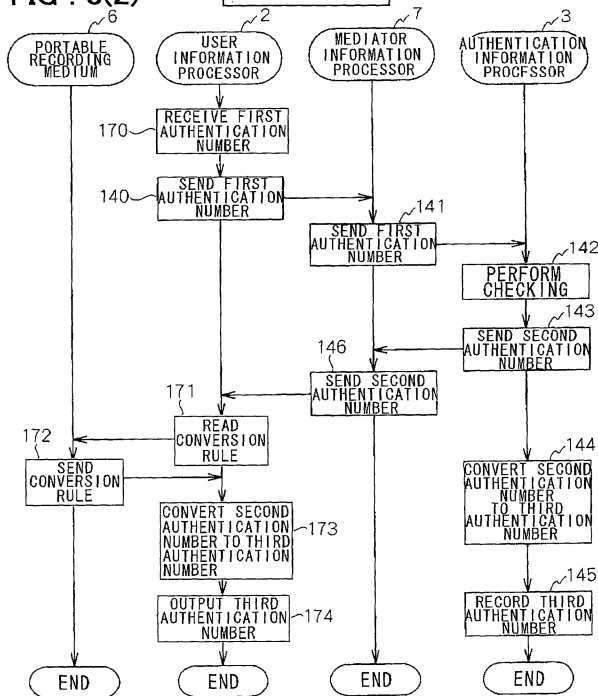 6
2
7
3
PORTABLE
RECORDING
MEDIUM
USER
INFORMATION
PROCESSOR
MEDIATOR
INFORMATION
PROCESSOR
AUTHENTICATION
INFORMATION
PROCESSOR
170
RECEIVE FIRST
AUTHENTICATION
NUMBER
140
SEND FIRST
AUTHENTICATION
NUMBER
141
SEND FIRST
AUTHENTICATION
NUMBER
142
PERFORM
CHECKING
143
SEND SECOND
AUTHENTICATION
NUMBER
146
SEND SECOND
AUTHENTICATION
NUMBER
171
READ
CONVERSION
RULE
172
SEND
CONVERSION
RULE
144
CONVERT SECOND
AUTHENTICATION
NUMBER
TO THIRD
AUTHENTICATION
NUMBER
CONVERT SECOND
AUTHENTICATION
NUMBER TO THIRD
AUTHENTICATION
NUMBER
173
145
RECORD THIRD
AUTHENTICATION
NUMBER
OUTPUT THIRD
AUTHENTICATION
NUMBER
174
END
END
END
END